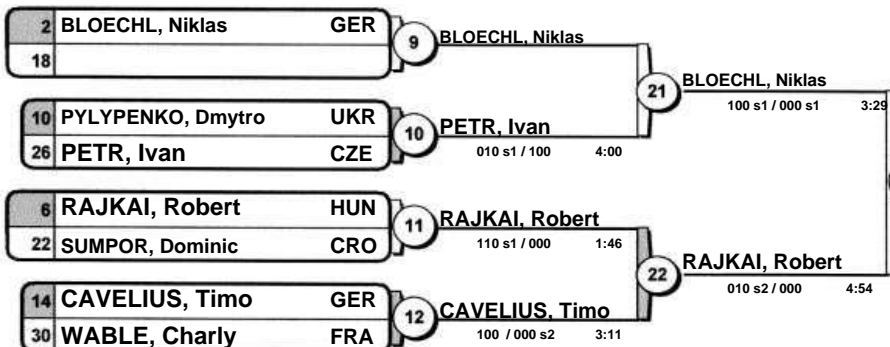 2 BLOECHL, Niklas GER
18
9 BLOECHL, Niklas
10 PYLYPENKO, Dmytro UKR
26 PETR, Ivan CZE
10 PETR, Ivan
010 s1 / 100 4:00
21 BLOECHL, Niklas
100 s1 / 000 s1 3:29
6 RAJKAI, Robert HUN
22 SUMPOR, Dominic CRO
11 RAJKAI, Robert
110 s1 / 000 1:46
14 CAVELIUS, Timo GER
30 WABLE, Charly FRA
12 CAVELIUS, Timo
100 / 000 s2 3:11
22 RAJKAI, Robert
010 s2 / 000 4:54